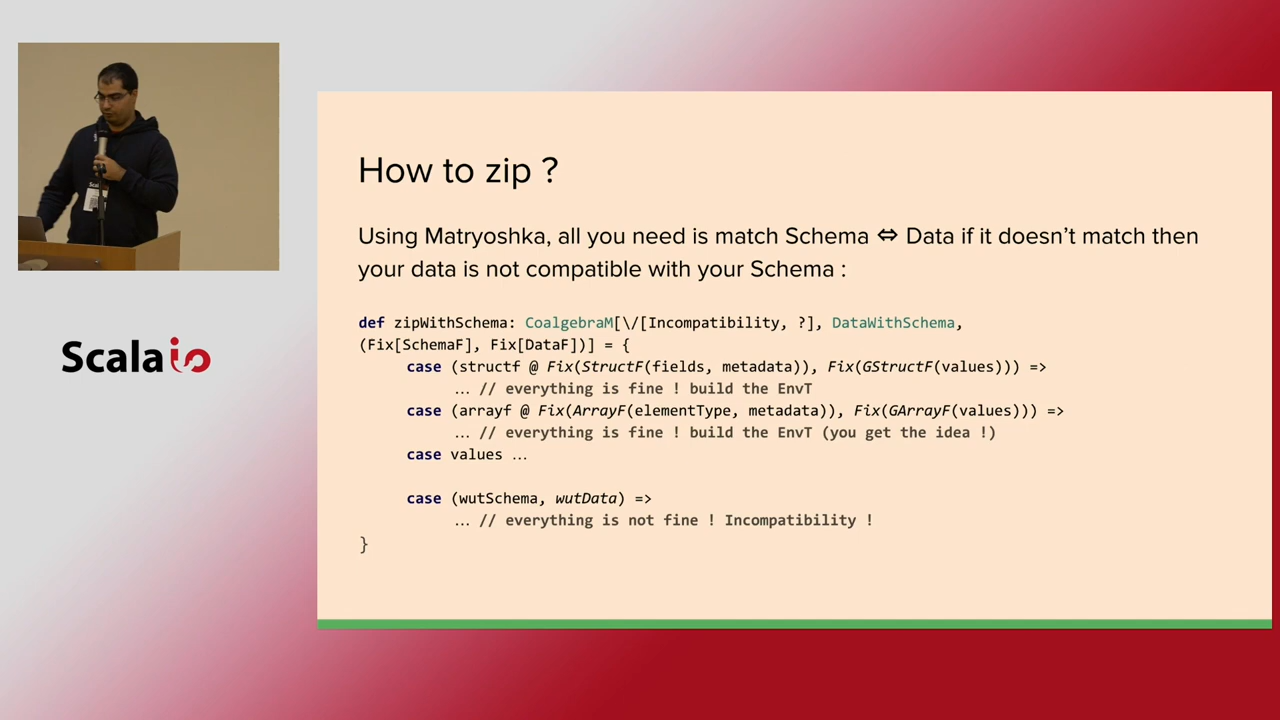 How to zip ?
Using Matryoshka, all you need is match Schema ⇔ Data if it doesn’t match then
your data is not compatible with your Schema :
def zipWithSchema: CoalgebraM[\/[Incompatibility, ?], DataWithSchema,
(Fix[SchemaF], Fix[DataF])] = {
case (structf @ Fix(StructF(fields, metadata)), Fix(GStructF(values))) =>
… // everything is fine ! build the EnvT
case (arrayf @ Fix(ArrayF(elementType, metadata)), Fix(GArrayF(values))) =>
… // everything is fine ! build the EnvT (you get the idea !)
case values …
case (wutSchema, wutData) =>
… // everything is not fine ! Incompatibility !
}
Scala io